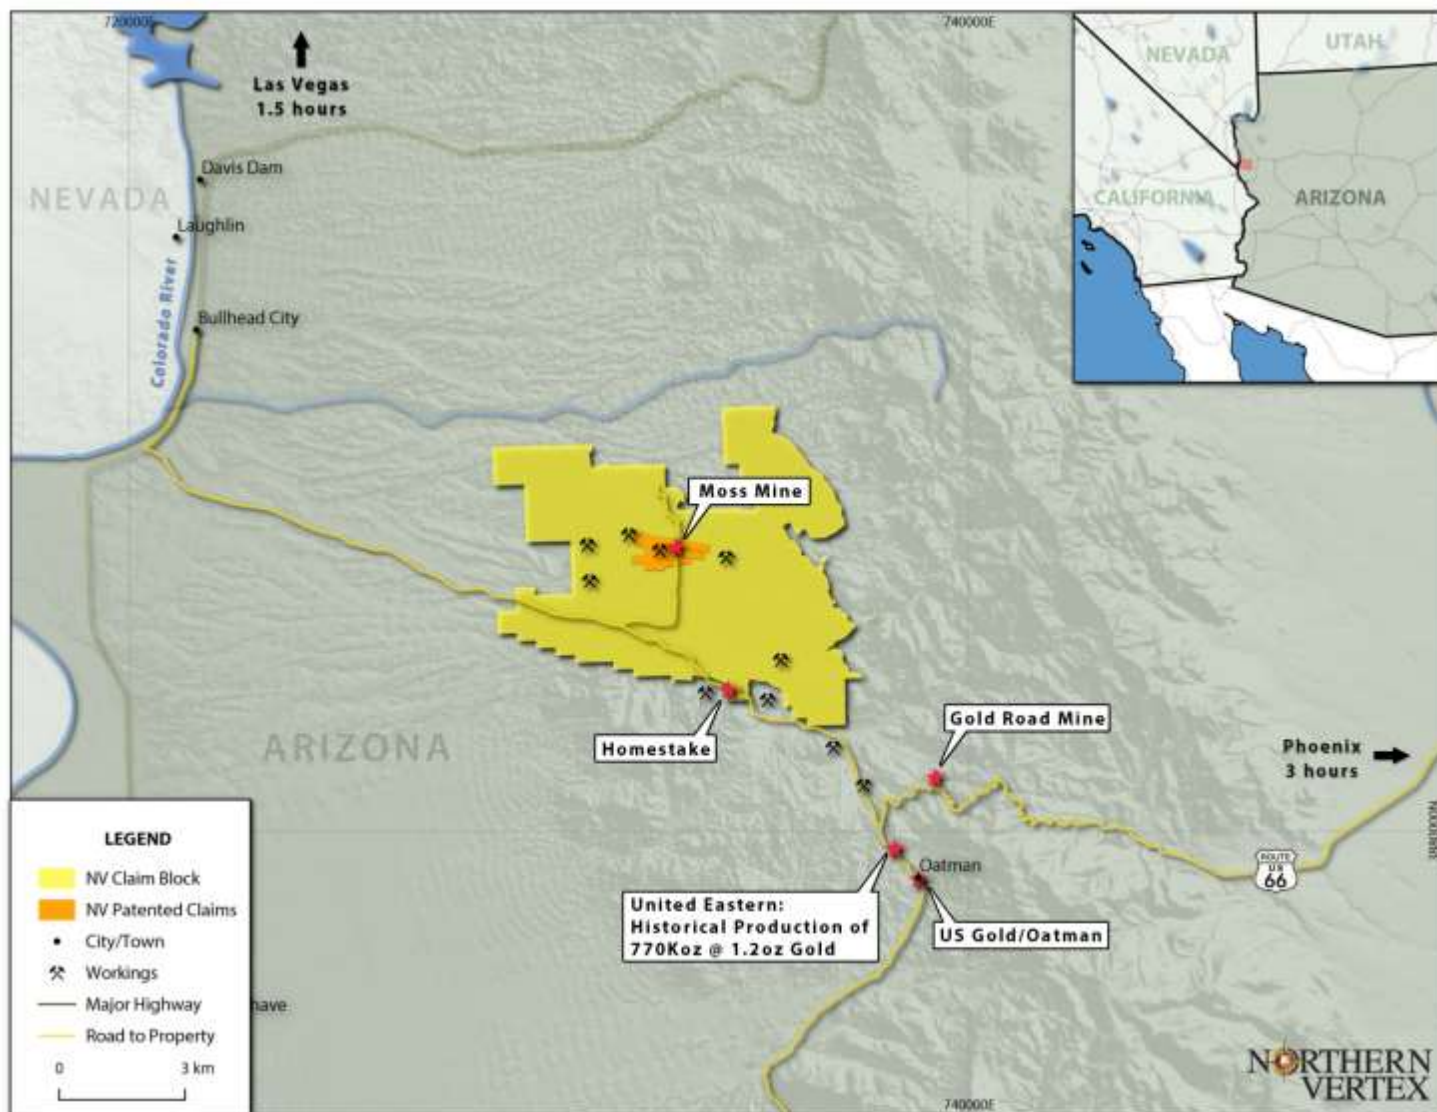 720000E
740000E
Las Vegas
1.5 hours
NEVADA
UTAH
CALIFORNIA
ARIZONA
Davis Dam
NEVADA
Laughlin
Colorado River
Bullhead City
Moss Mine
Homestake
Gold Road Mine
ARIZONA
Phoenix
3 hours
ROUTE
US
66
Oatman
United Eastern:
Historical Production of
770Koz @ 1.2oz Gold
US Gold/Oatman
LEGEND
NV Claim Block
NV Patented Claims
City/Town
Workings
Major Highway
Road to Property
0 3 km
have
740000E
NORTHERN
VERTEX